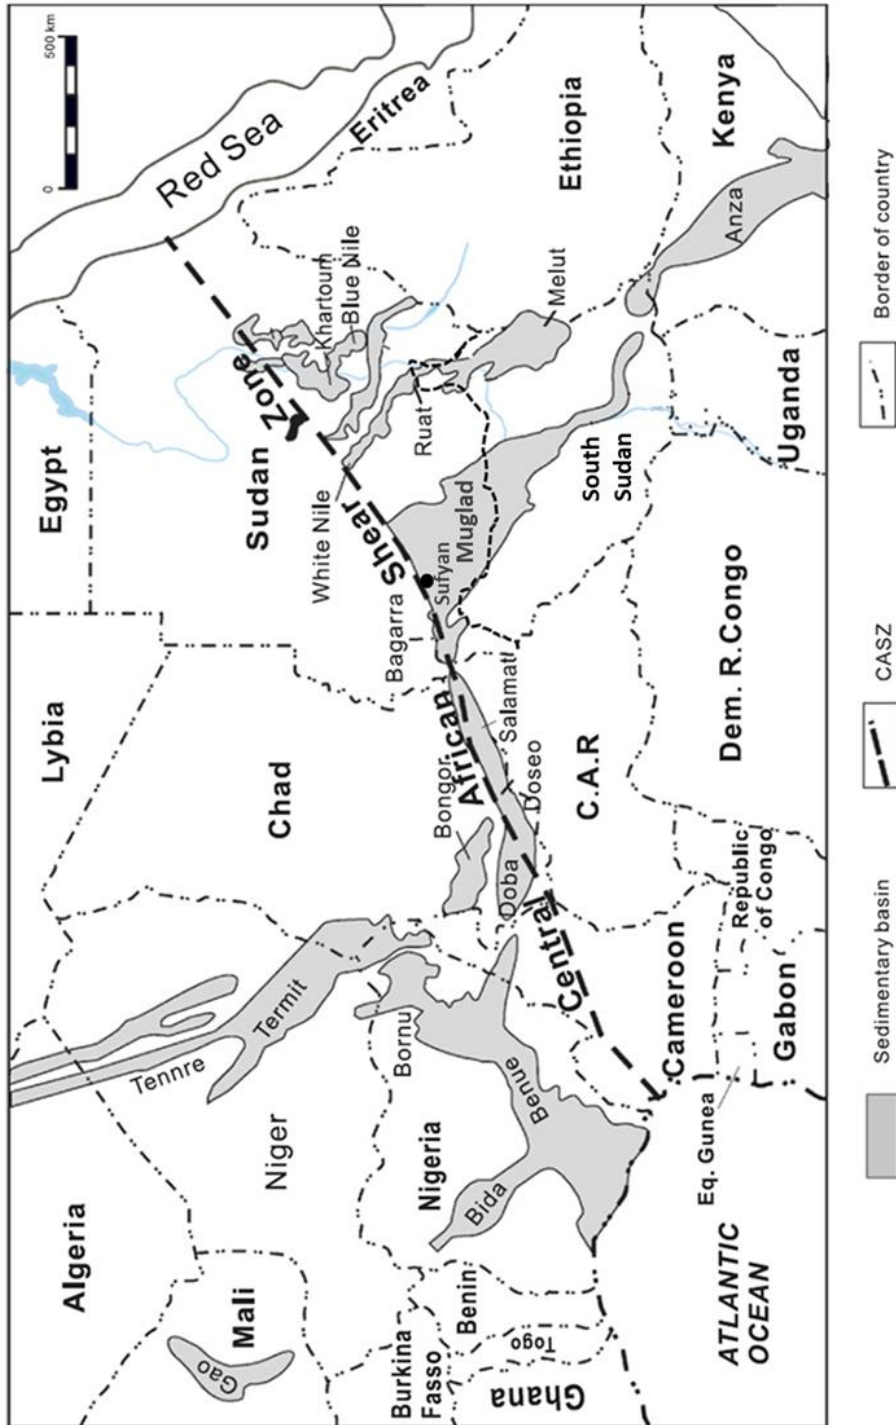 500 km
0
Red Sea
Eritrea
Ethiopia
Kenya
Anza
Egypt
Sudan
Khartoum
Blue Nile
Melut
White Nile
Ruat
Muglad
Sufyan
Bagarra
South
Sudan
Uganda
Lybia
Chad
Bongor
Salamat
Doseo
Doba
C.A.R
Dem. R.Congo
Central African Shear Zone
Algeria
Tennre
Termit
Niger
Bornu
Nigeria
Benue
Bida
Cameroon
Republic
of Congo
Gabon
Eq. Gunea
Gao
Mali
Burkina
Fasso
Benin
Togo
Ghana
ATLANTIC
OCEAN
Sedimentary basin
CASZ
Border of country